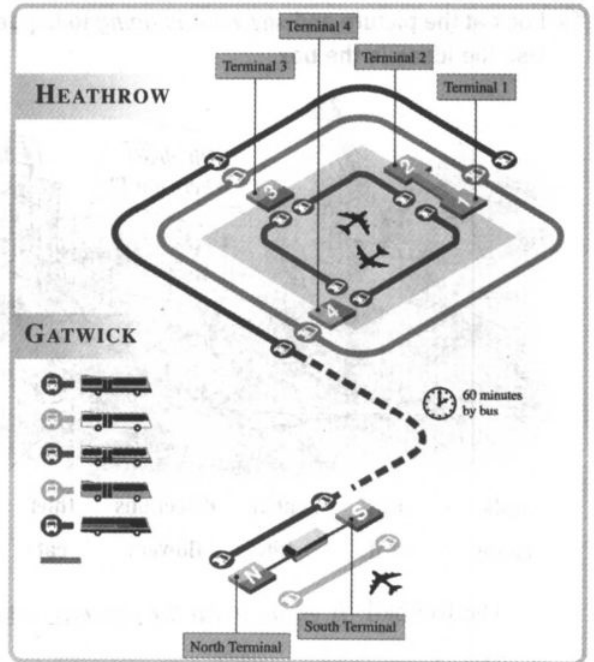 Terminal 4
Terminal 3
Terminal 2
Terminal 1
HEATHROW
2
1
3
4
GATWICK
60 minutes
by bus
S
N
South Terminal
North Terminal